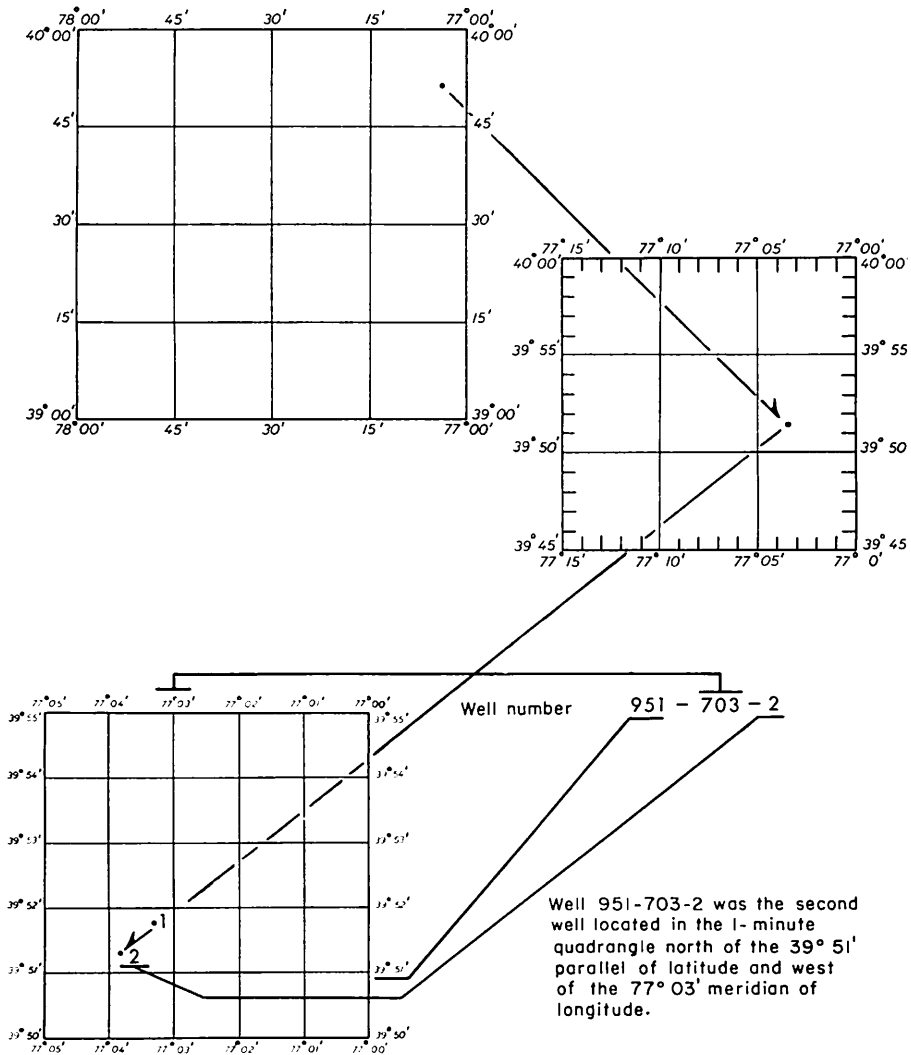 78° 00' 45' 30' 15' 77° 00'
40° 00' 40° 00'
45' 45'
30' 30'
15' 15'
39° 00' 39° 00'
78° 00' 45' 30' 15' 77° 00'
77° 15' 77° 10' 77° 05' 77° 00'
40° 00' 40° 00'
39° 55' 39° 55'
39° 50' 39° 50'
39° 45' 39° 45'
77° 15' 77° 10' 77° 05' 77° 0'
Well number 951 - 703 - 2
77° 05' 77° 04' 77° 03' 77° 02' 77° 01' 77° 00'
39° 55' 39° 55'
39° 54' 39° 54'
39° 53' 39° 53'
39° 52' 39° 52'
1
2
39° 51' 39° 51'
39° 50' 39° 50'
77° 05' 77° 04' 77° 03' 77° 02' 77° 01' 77° 00'
Well 951-703-2 was the second
well located in the 1- minute
quadrangle north of the 39° 51'
parallel of latitude and west
of the 77° 03' meridian of
longitude.